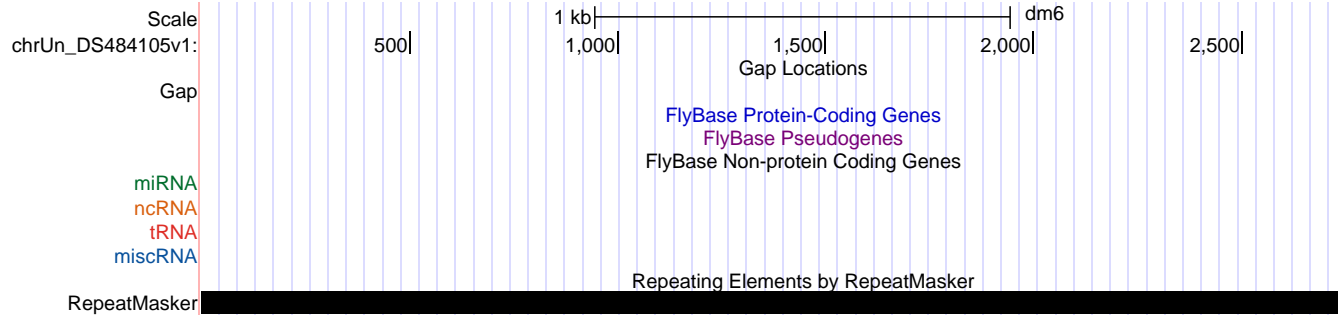 Scale 1 kb dm6
chrUn_DS484105v1: 500 1,000 1,500 2,000 2,500
Gap Locations
Gap
FlyBase Protein-Coding Genes
FlyBase Pseudogenes
FlyBase Non-protein Coding Genes
miRNA
ncRNA
tRNA
miscRNA
Repeating Elements by RepeatMasker
RepeatMasker